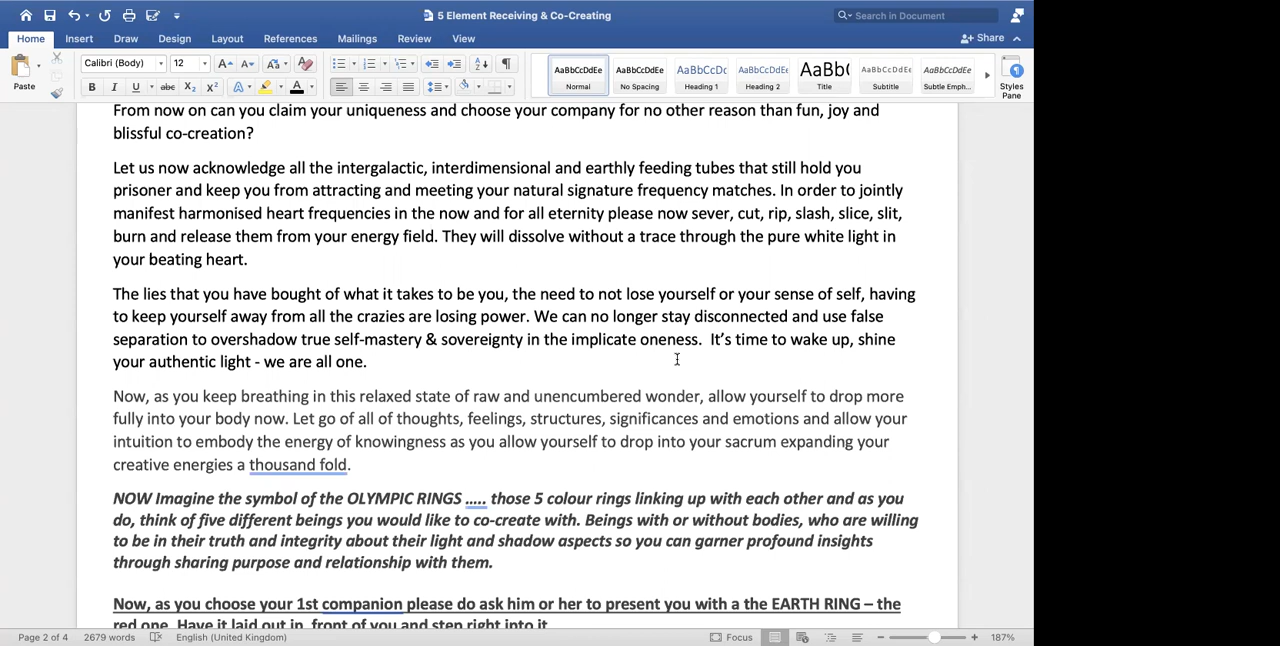 5 Element Receiving & Co-Creating
Search in Document
Home Insert Draw Design Layout References Mailings Review View
Share
Paste
Calibri (Body) 12
B I U abc X₂ X²
AaBbCcDdEe AaBbCcDdEe AaBbCcDc AaBbCcDdEe AaBb( AaBbCcDdEe AaBbCcDdEe
Normal No Spacing Heading 1 Heading 2 Title Subtitle Subtle Emph...
Styles
Pane
From now on can you claim your uniqueness and choose your company for no other reason than fun, joy and
blissful co-creation?
Let us now acknowledge all the intergalactic, interdimensional and earthly feeding tubes that still hold you
prisoner and keep you from attracting and meeting your natural signature frequency matches. In order to jointly
manifest harmonised heart frequencies in the now and for all eternity please now sever, cut, rip, slash, slice, slit,
burn and release them from your energy field. They will dissolve without a trace through the pure white light in
your beating heart.
The lies that you have bought of what it takes to be you, the need to not lose yourself or your sense of self, having
to keep yourself away from all the crazies are losing power. We can no longer stay disconnected and use false
separation to overshadow true self-mastery & sovereignty in the implicate oneness.  It's time to wake up, shine
your authentic light - we are all one.
Now, as you keep breathing in this relaxed state of raw and unencumbered wonder, allow yourself to drop more
fully into your body now. Let go of all of thoughts, feelings, structures, significances and emotions and allow your
intuition to embody the energy of knowingness as you allow yourself to drop into your sacrum expanding your
creative energies a thousand fold.
NOW Imagine the symbol of the OLYMPIC RINGS ..... those 5 colour rings linking up with each other and as you
do, think of five different beings you would like to co-create with. Beings with or without bodies, who are willing
to be in their truth and integrity about their light and shadow aspects so you can garner profound insights
through sharing purpose and relationship with them.
Now, as you choose your 1st companion please do ask him or her to present you with a the EARTH RING – the
red one. Have it laid out in  front of you and step right into it
Page 2 of 4 2679 words English (United Kingdom) Focus 187%